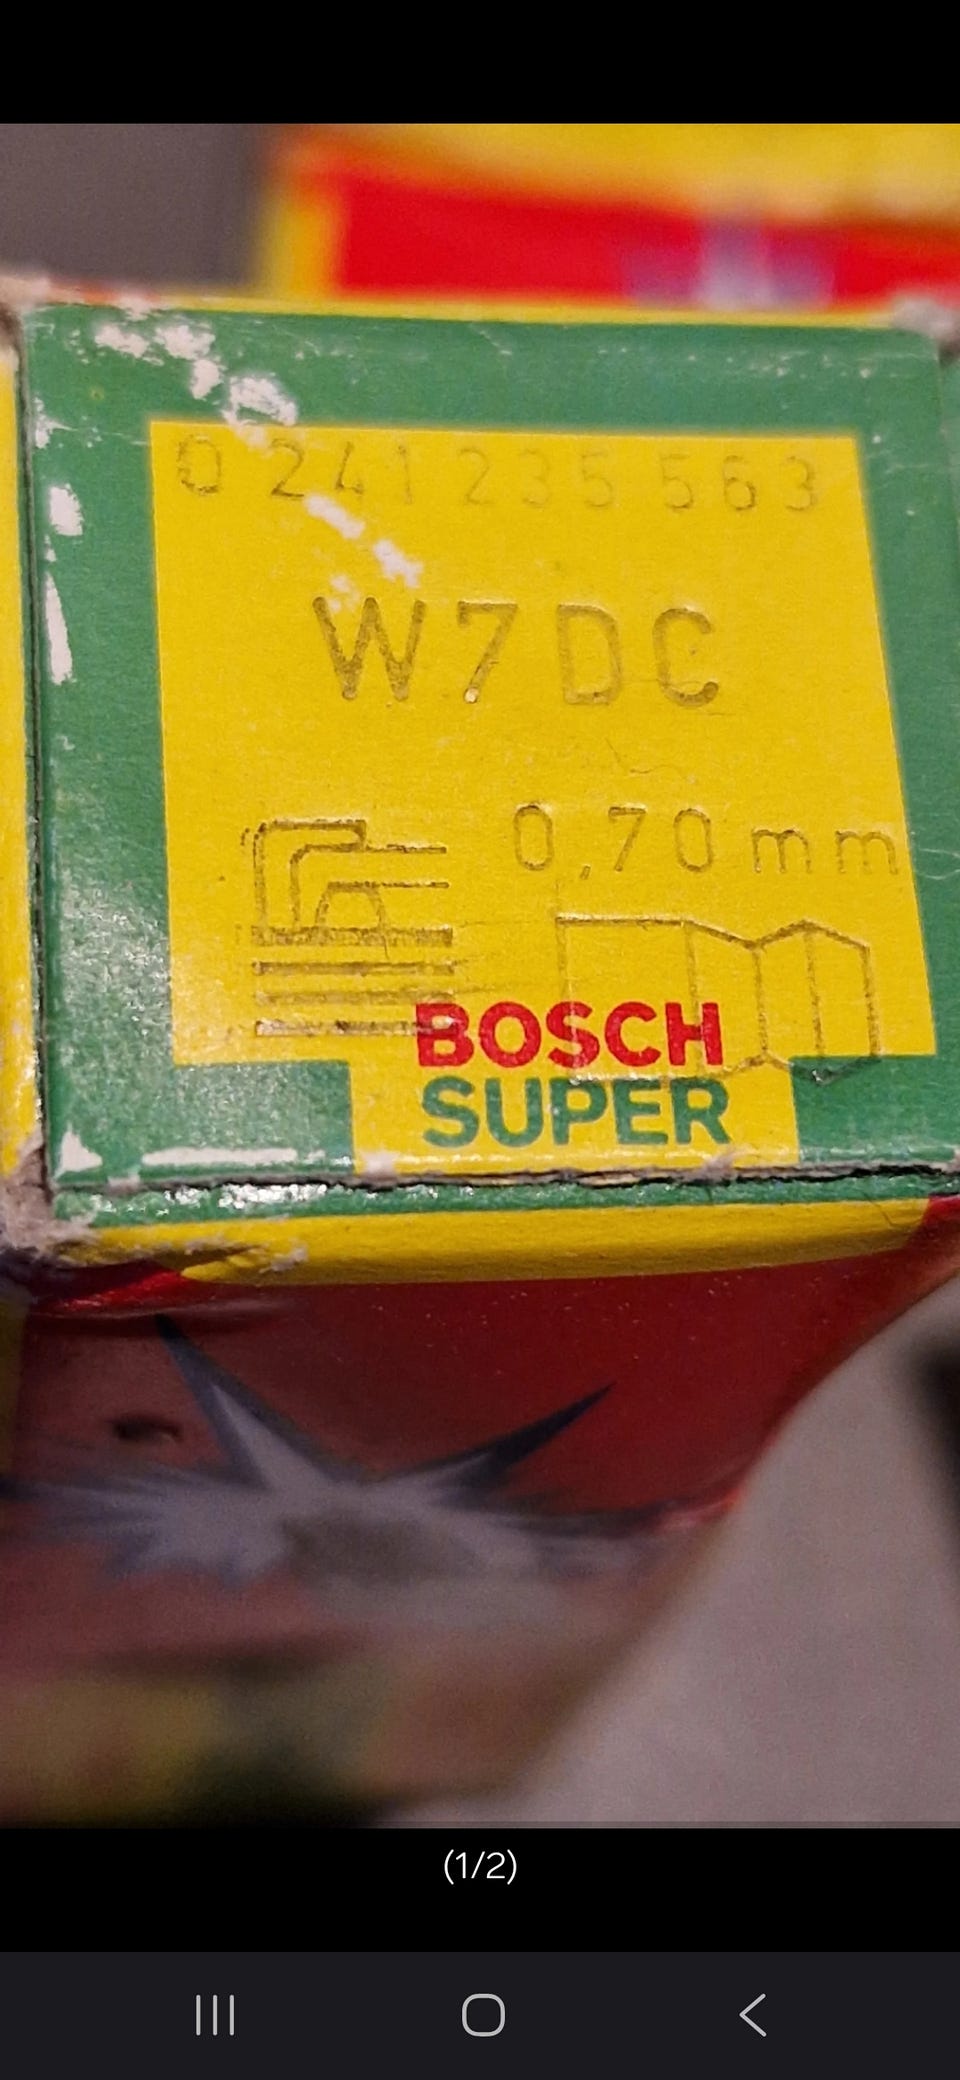 0 241 235 563
W7DC
0,70 mm
BOSCH
SUPER
(1/2)